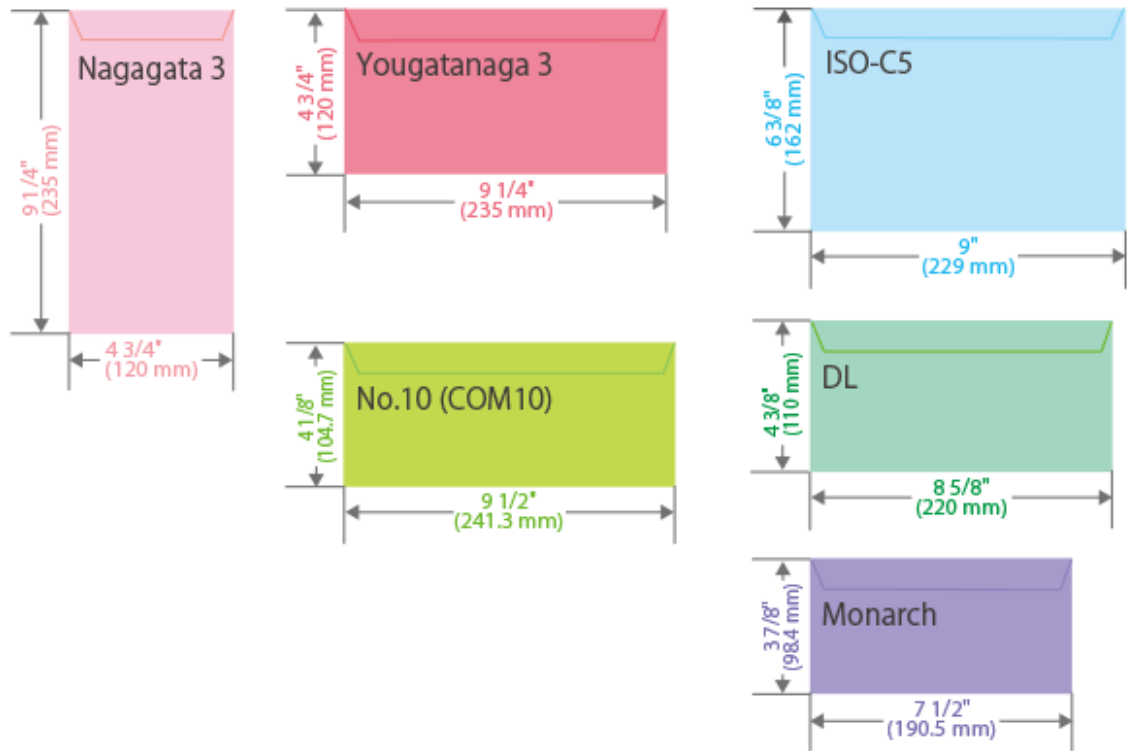 Nagagata 3
9 1/4"
(235 mm)
4 3/4"
(120 mm)
Yougatanaga 3
4 3/4"
(120 mm)
9 1/4"
(235 mm)
ISO-C5
6 3/8"
(162 mm)
9"
(229 mm)
No.10 (COM10)
4 1/8"
(104.7 mm)
9 1/2"
(241.3 mm)
DL
4 3/8"
(110 mm)
8 5/8"
(220 mm)
Monarch
3 7/8"
(98.4 mm)
7 1/2"
(190.5 mm)